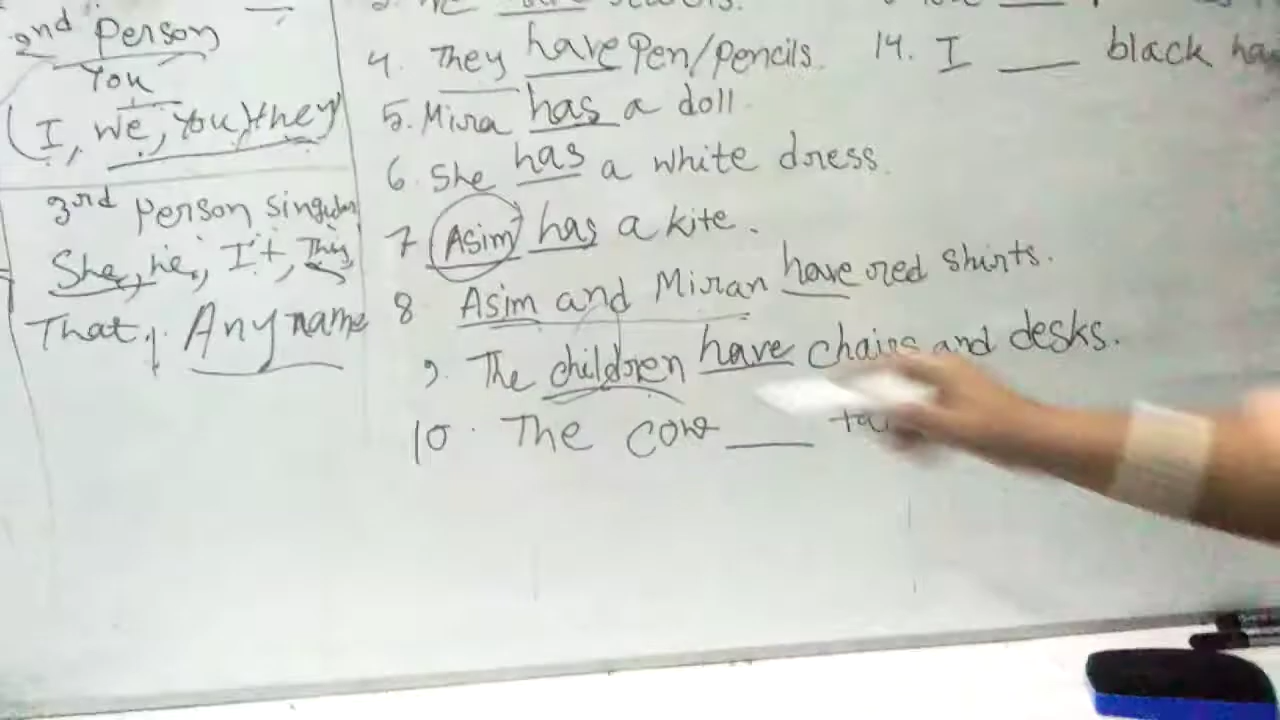 2nd Person
You
(I, we, You, they)
3rd Person singular
She, he, It, This,
That, Any name
4. They have Pen/pencils.
5. Mira has a doll.
6. She has a white dress.
7 Asim has a kite.
8 Asim and Miran have red shirts.
9. The children have chairs and desks.
10. The cow ___
14. I ___ black